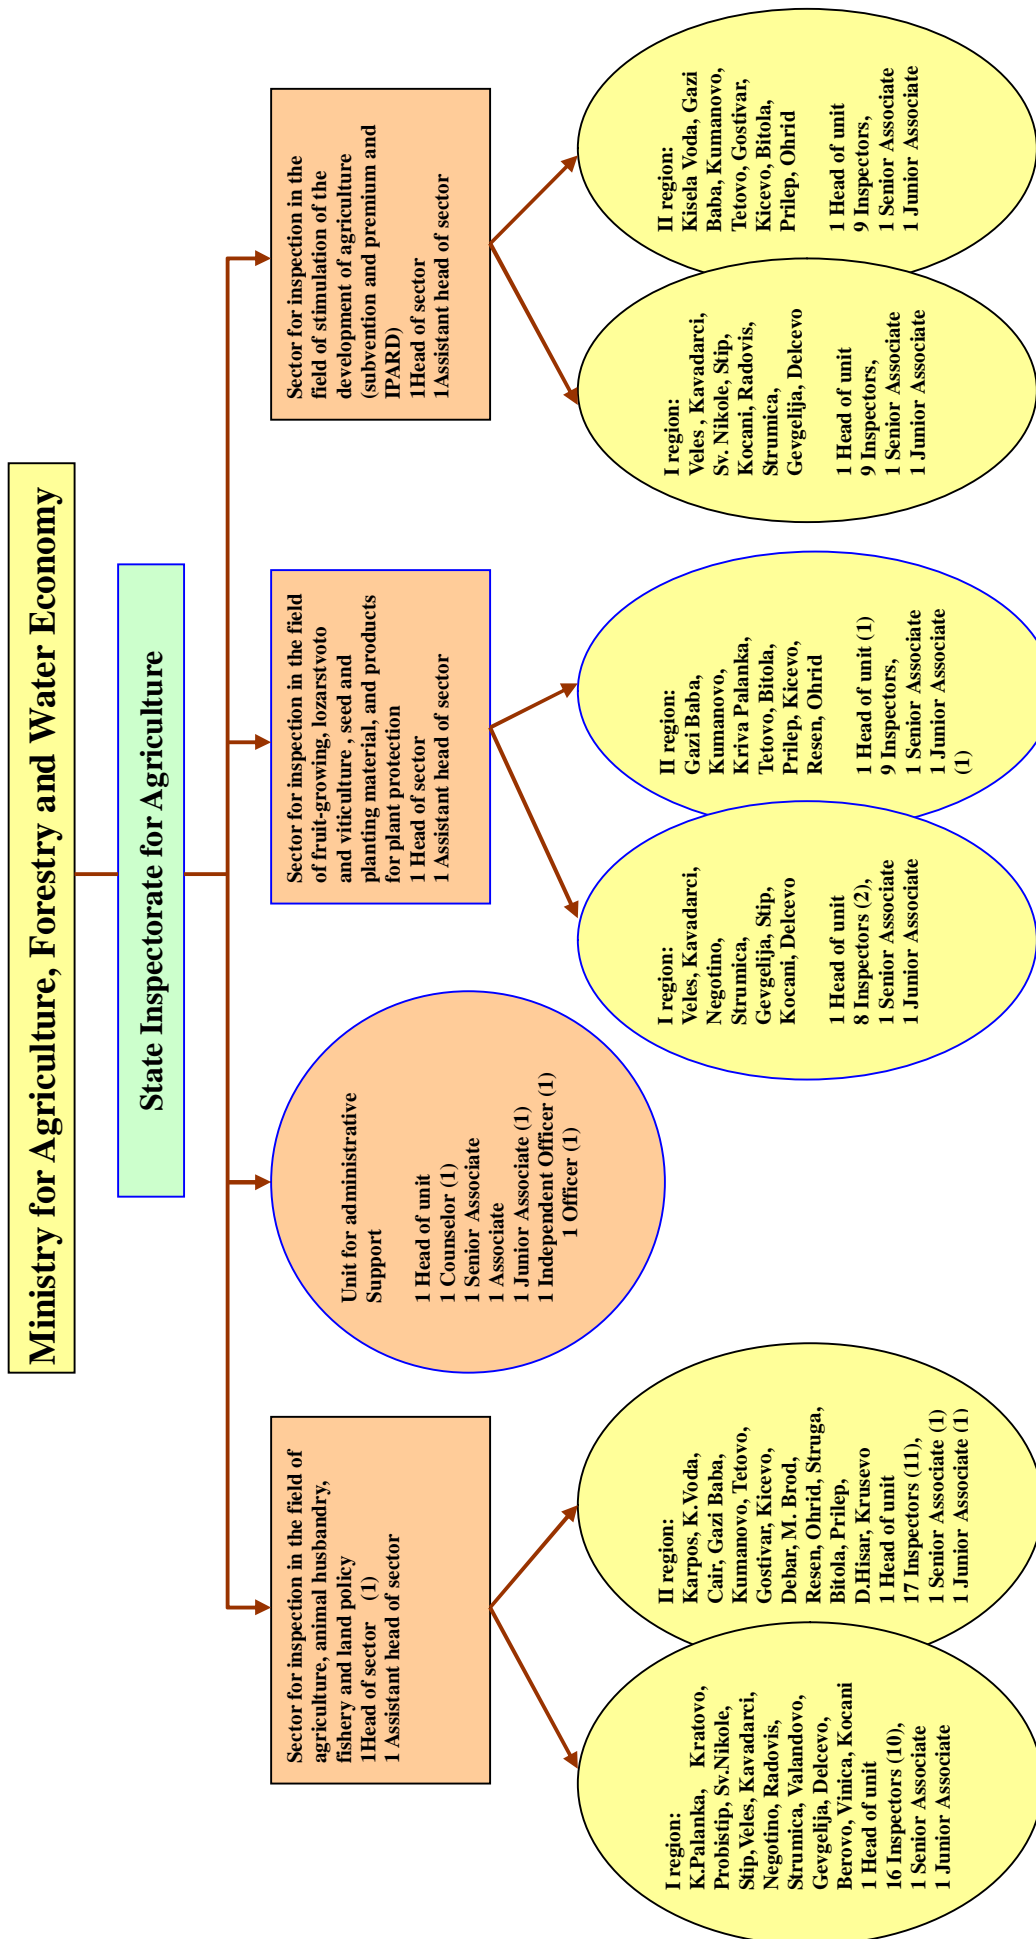 Ministry for Agriculture, Forestry and Water Economy
State Inspectorate for Agriculture
Sector for inspection in the field of
agriculture, animal husbandry,
fishery and land policy
1Head of sector (1)
1 Assistant head of sector
Unit for administrative
Support
1 Head of unit
1 Counselor (1)
1 Senior Associate
1 Associate
1 Junior Associate (1)
1 Independent Officer (1)
1 Officer (1)
Sector for inspection in the field
of fruit-growing, lozarstvoto
and viticulture , seed and
planting material, and products
for plant protection
1 Head of sector
1 Assistant head of sector
Sector for inspection in the
field of stimulation of the
development of agriculture
(subvention and premium and
IPARD)
1Head of sector
1Assistant head of sector
I region:
K.Palanka, Kratovo,
Probistip, Sv.Nikole,
Stip,Veles, Kavadarci,
Negotino, Radovis,
Strumica, Valandovo,
Gevgelija, Delcevo,
Berovo, Vinica, Kocani
1 Head of unit
16 Inspectors (10),
1 Senior Associate
1 Junior Associate
II region:
Karpos, K.Voda,
Cair, Gazi Baba,
Kumanovo, Tetovo,
Gostivar, Kicevo,
Debar, M. Brod,
Resen, Ohrid, Struga,
Bitola, Prilep,
D.Hisar, Krusevo
1 Head of unit
17 Inspectors (11),
1 Senior Associate (1)
1 Junior Associate (1)
I region:
Veles, Kavadarci,
Negotino,
Strumica,
Gevgelija, Stip,
Kocani, Delcevo
1 Head of unit
8 Inspectors (2),
1 Senior Associate
1 Junior Associate
II region:
Gazi Baba,
Kumanovo,
Kriva Palanka,
Tetovo, Bitola,
Prilep, Kicevo,
Resen, Ohrid
1 Head of unit (1)
9 Inspectors,
1 Senior Associate
1 Junior Associate
(1)
I region:
Veles , Kavadarci,
Sv. Nikole, Stip,
Kocani, Radovis,
Strumica,
Gevgelija, Delcevo
1 Head of unit
9 Inspectors,
1 Senior Associate
1 Junior Associate
II region:
Kisela Voda, Gazi
Baba, Kumanovo,
Tetovo, Gostivar,
Kicevo, Bitola,
Prilep, Ohrid
1 Head of unit
9 Inspectors,
1 Senior Associate
1 Junior Associate